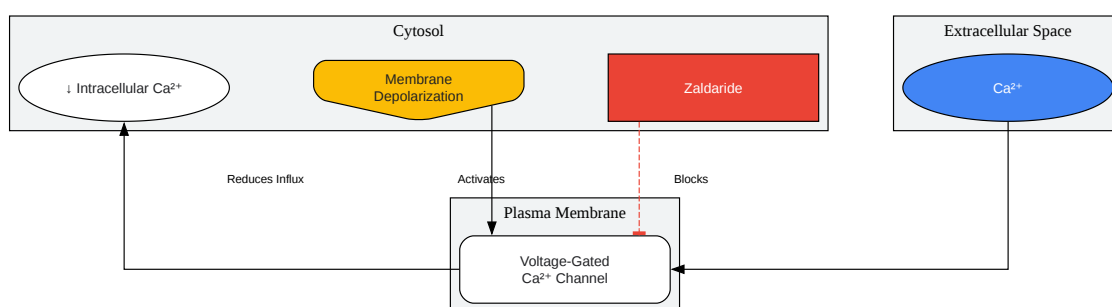 Cytosol
Extracellular Space
↓ Intracellular Ca²⁺
Membrane
Depolarization
Zaldaride
Ca²⁺
Reduces Influx
Activates
Blocks
Plasma Membrane
Voltage-Gated
Ca²⁺ Channel